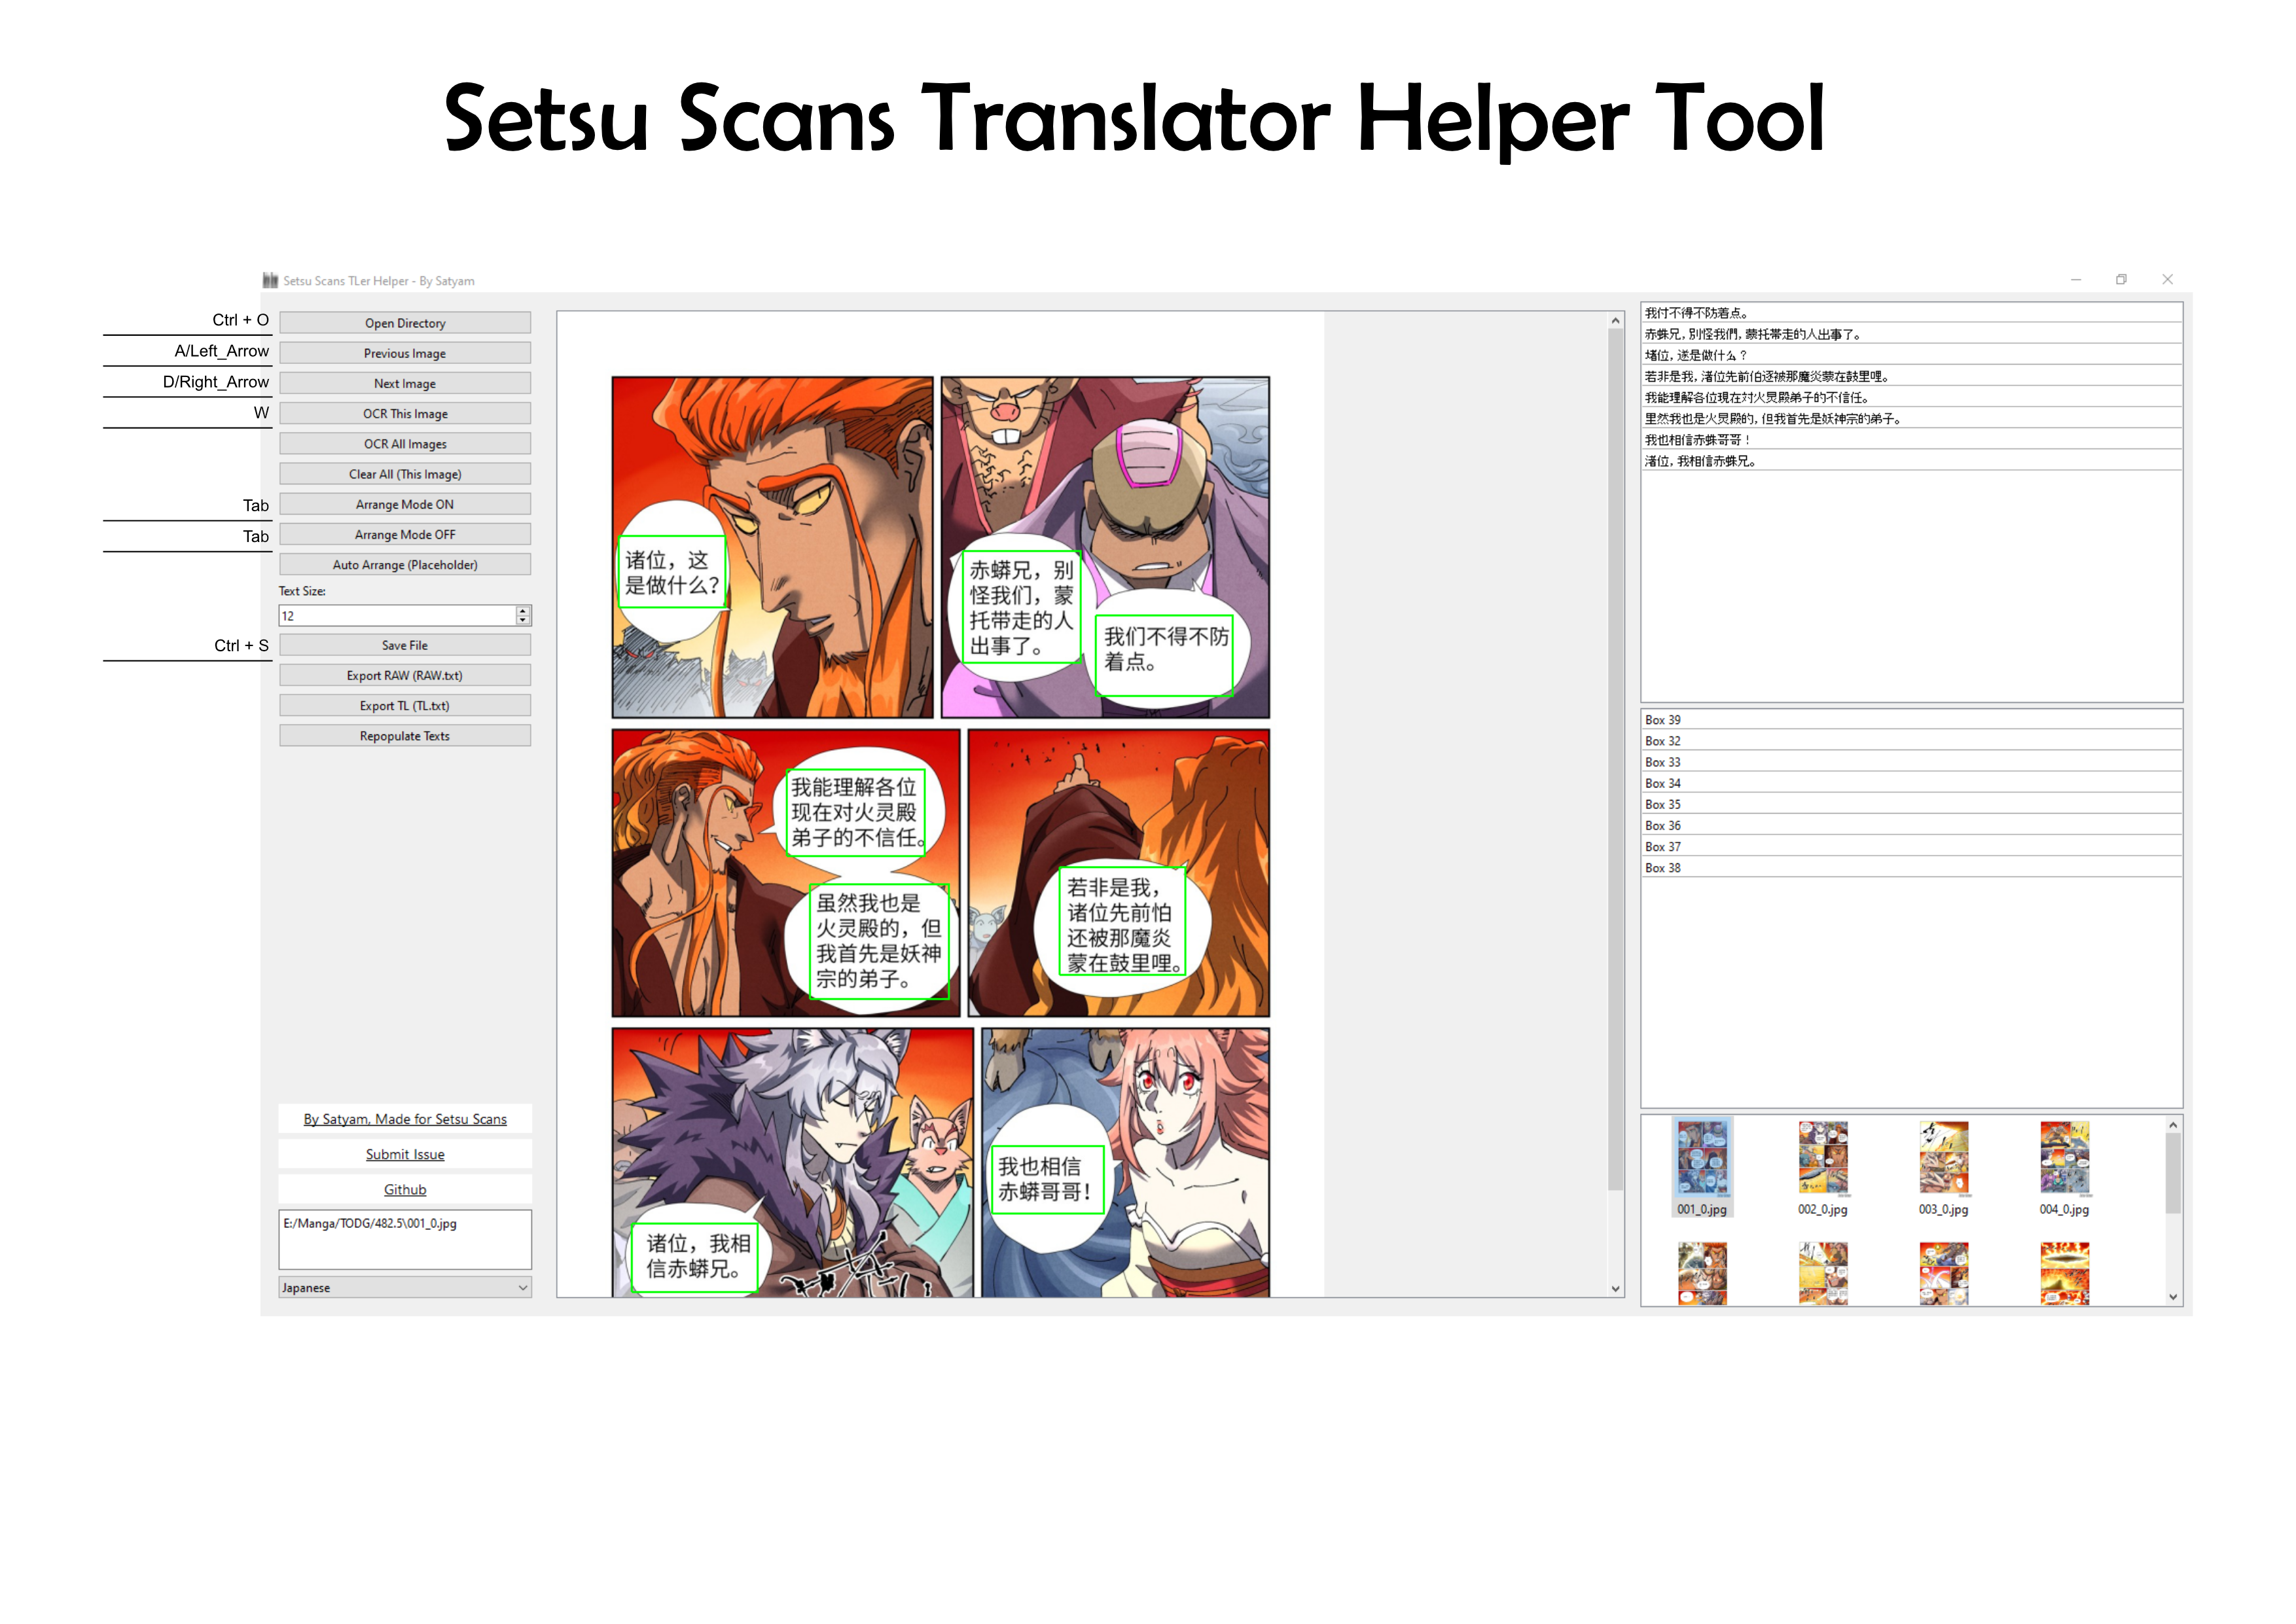 Setsu Scans Translator Helper Tool
Setsu Scans TLer Helper - By Satyam
Ctrl + O
A/Left_Arrow
D/Right_Arrow
W
Tab
Tab
Ctrl + S
Open Directory
Previous Image
Next Image
OCR This Image
OCR All Images
Clear All (This Image)
Arrange Mode ON
Arrange Mode OFF
Auto Arrange (Placeholder)
Text Size:
12
Save File
Export RAW (RAW.txt)
Export TL (TL.txt)
Repopulate Texts
By Satyam, Made for Setsu Scans
Submit Issue
Github
E:/Manga/TODG/482.5\001_0.jpg
Japanese
诸位，这
是做什么？
赤蟒兄，别
怪我们，蒙
托带走的人
出事了。
我们不得不防
着点。
我能理解各位
现在对火灵殿
弟子的不信任。
虽然我也是
火灵殿的，但
我首先是妖神
宗的弟子。
若非是我，
诸位先前怕
还被那魔炎
蒙在鼓里哩。
诸位，我相
信赤蟒兄。
我也相信
赤蟒哥哥！
我付不得不防着点。
赤蛛兄，別怪我們，蒙托带走的人出事了。
堵位，遂是做什么？
若非是我，渚位先前怕逐被那魔炎蒙在鼓里哩。
我能理解各位現在対火炅殿弟子的不信任。
里然我也是火灵殿的，但我首先是妖神宗的弟子。
我也相信赤蛛哥哥！
渚位，我相信赤蛛兄。
Box 39
Box 32
Box 33
Box 34
Box 35
Box 36
Box 37
Box 38
001_0.jpg
002_0.jpg
003_0.jpg
004_0.jpg